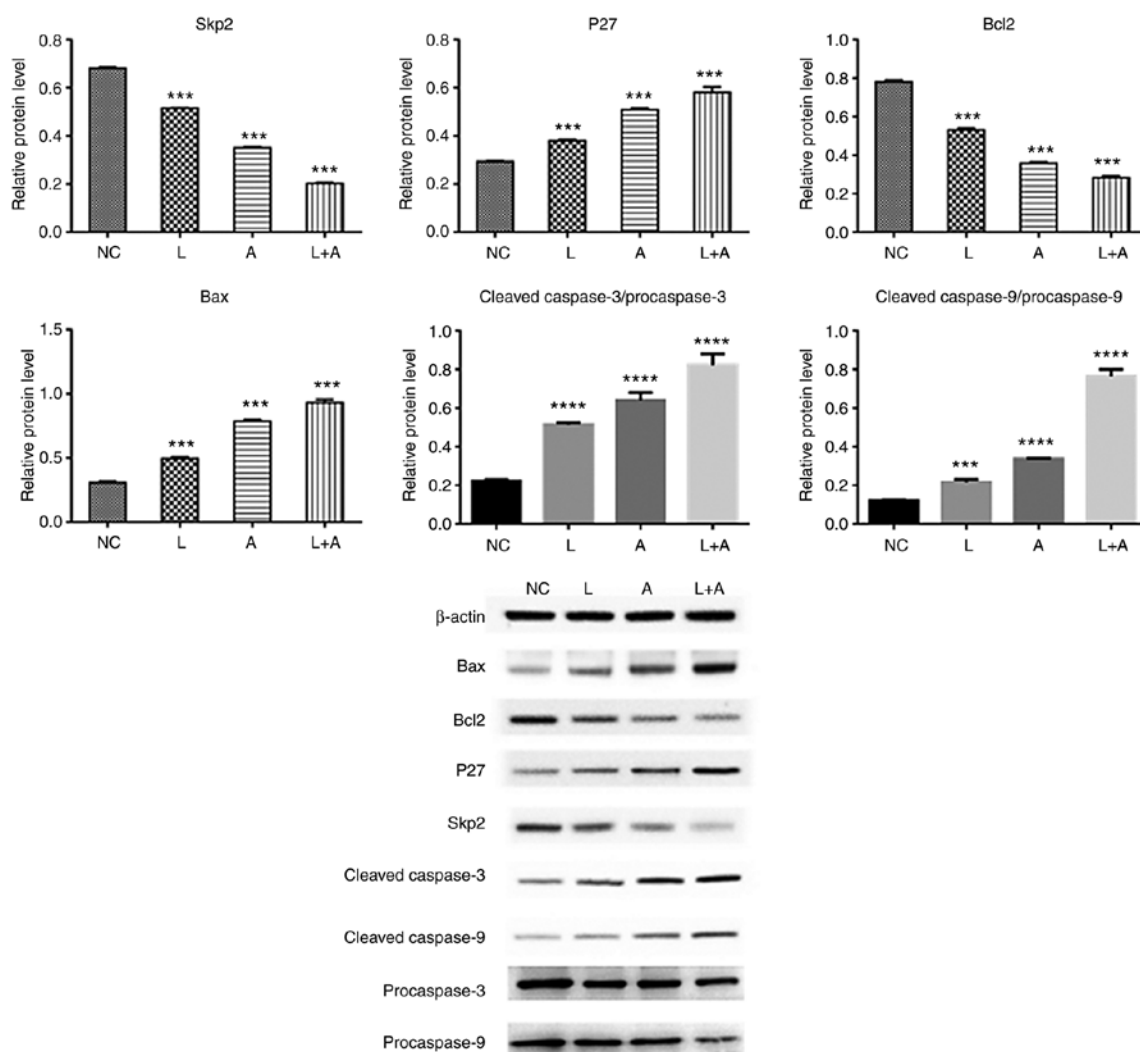 Skp2
Relative protein level
0.8
0.6
0.4
0.2
0.0
***
***
***
NC L A L+A
P27
Relative protein level
0.8
0.6
0.4
0.2
0.0
***
***
***
NC L A L+A
Bcl2
Relative protein level
1.0
0.8
0.6
0.4
0.2
0.0
***
***
***
NC L A L+A
Bax
Relative protein level
1.5
1.0
0.5
0.0
***
***
***
NC L A L+A
Cleaved caspase-3/procaspase-3
Relative protein level
1.0
0.8
0.6
0.4
0.2
0.0
****
****
****
NC L A L+A
Cleaved caspase-9/procaspase-9
Relative protein level
1.0
0.8
0.6
0.4
0.2
0.0
***
****
****
NC L A L+A
NC L A L+A
β-actin
Bax
Bcl2
P27
Skp2
Cleaved caspase-3
Cleaved caspase-9
Procaspase-3
Procaspase-9